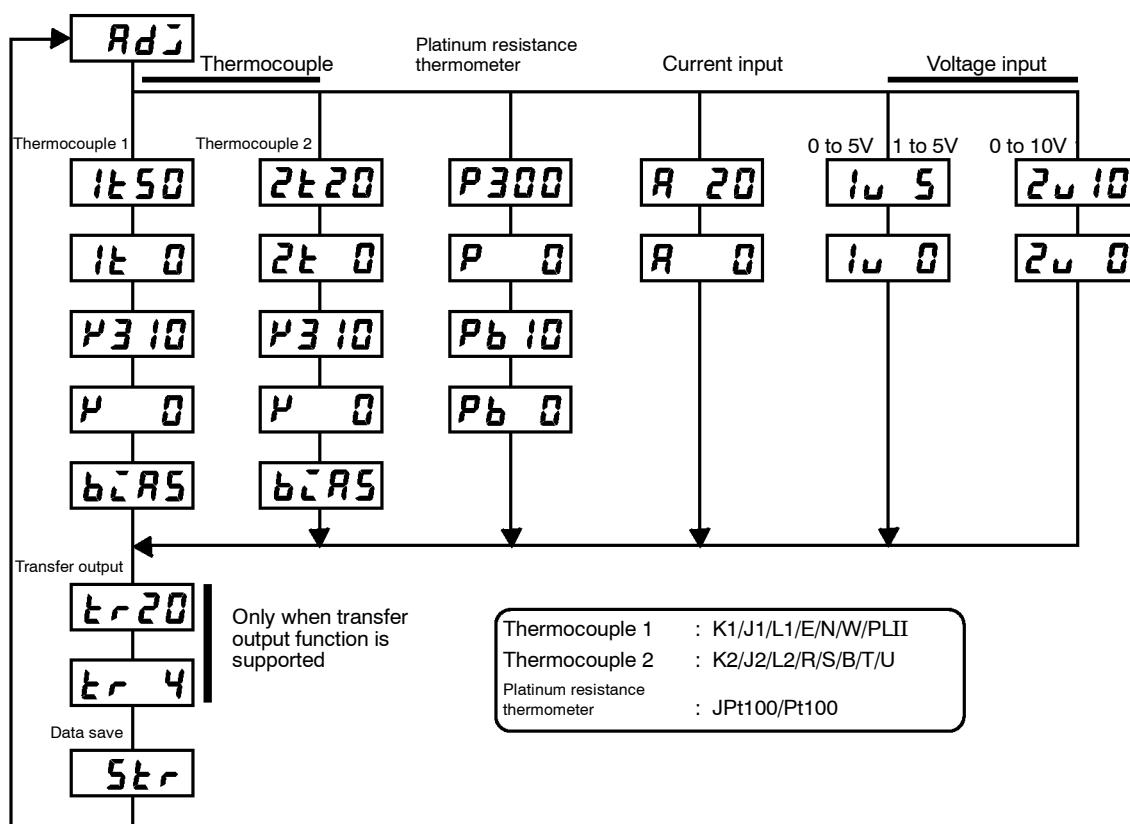 Adj
Thermocouple
Platinum resistance
thermometer
Current input
Voltage input
Thermocouple 1
Thermocouple 2
0 to 5V
1 to 5V
0 to 10V
1t50
2t20
P300
A 20
1v 5
2v10
1t 0
2t 0
P 0
A 0
1v 0
2v 0
Y310
Y310
Pb10
Y 0
Y 0
Pb 0
biAS
biAS
Transfer output
tr20
tr 4
Only when transfer
output function is
supported
Data save
Str
Thermocouple 1 : K1/J1/L1/E/N/W/PLII
Thermocouple 2 : K2/J2/L2/R/S/B/T/U
Platinum resistance
thermometer : JPt100/Pt100